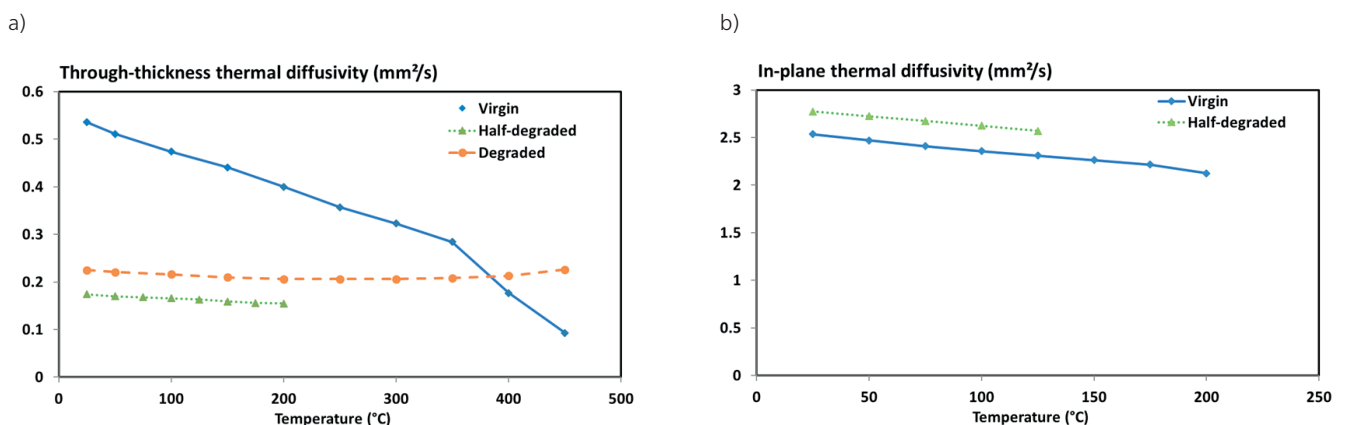 a)
Through-thickness thermal diffusivity (mm²/s)
0.6
0.5
0.4
0.3
0.2
0.1
0
0 100 200 300 400 500
Temperature (°C)
Virgin
Half-degraded
Degraded
b)
In-plane thermal diffusivity (mm²/s)
3
2.5
2
1.5
1
0.5
0
0 50 100 150 200 250
Temperature (°C)
Virgin
Half-degraded